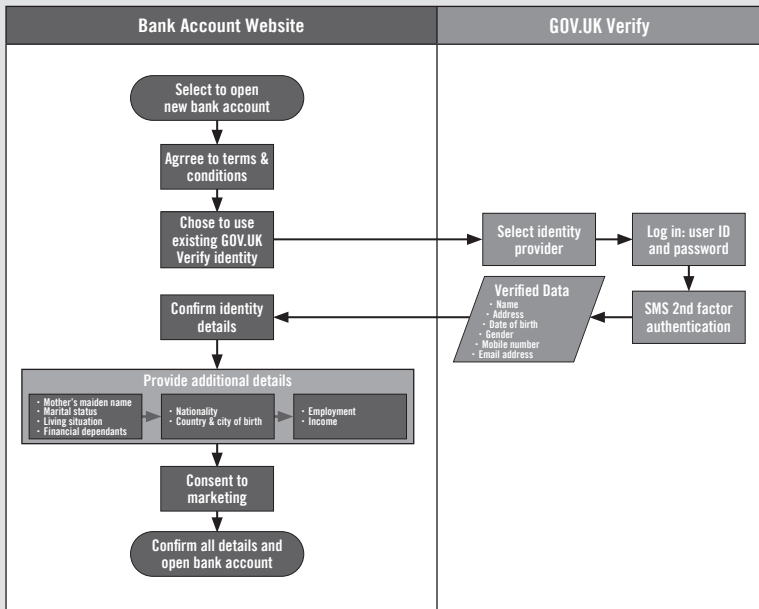 Bank Account Website
GOV.UK Verify
Select to open
new bank account
Agrree to terms &
conditions
Chose to use
existing GOV.UK
Verify identity
Select identity
provider
Log in: user ID
and password
SMS 2nd factor
authentication
Verified Data
• Name
• Address
• Date of birth
• Gender
• Mobile number
• Email address
Confirm identity
details
Provide additional details
• Mother's maiden name
• Marital status
• Living situation
• Financial dependants
• Nationality
• Country & city of birth
• Employment
• Income
Consent to
marketing
Confirm all details and
open bank account